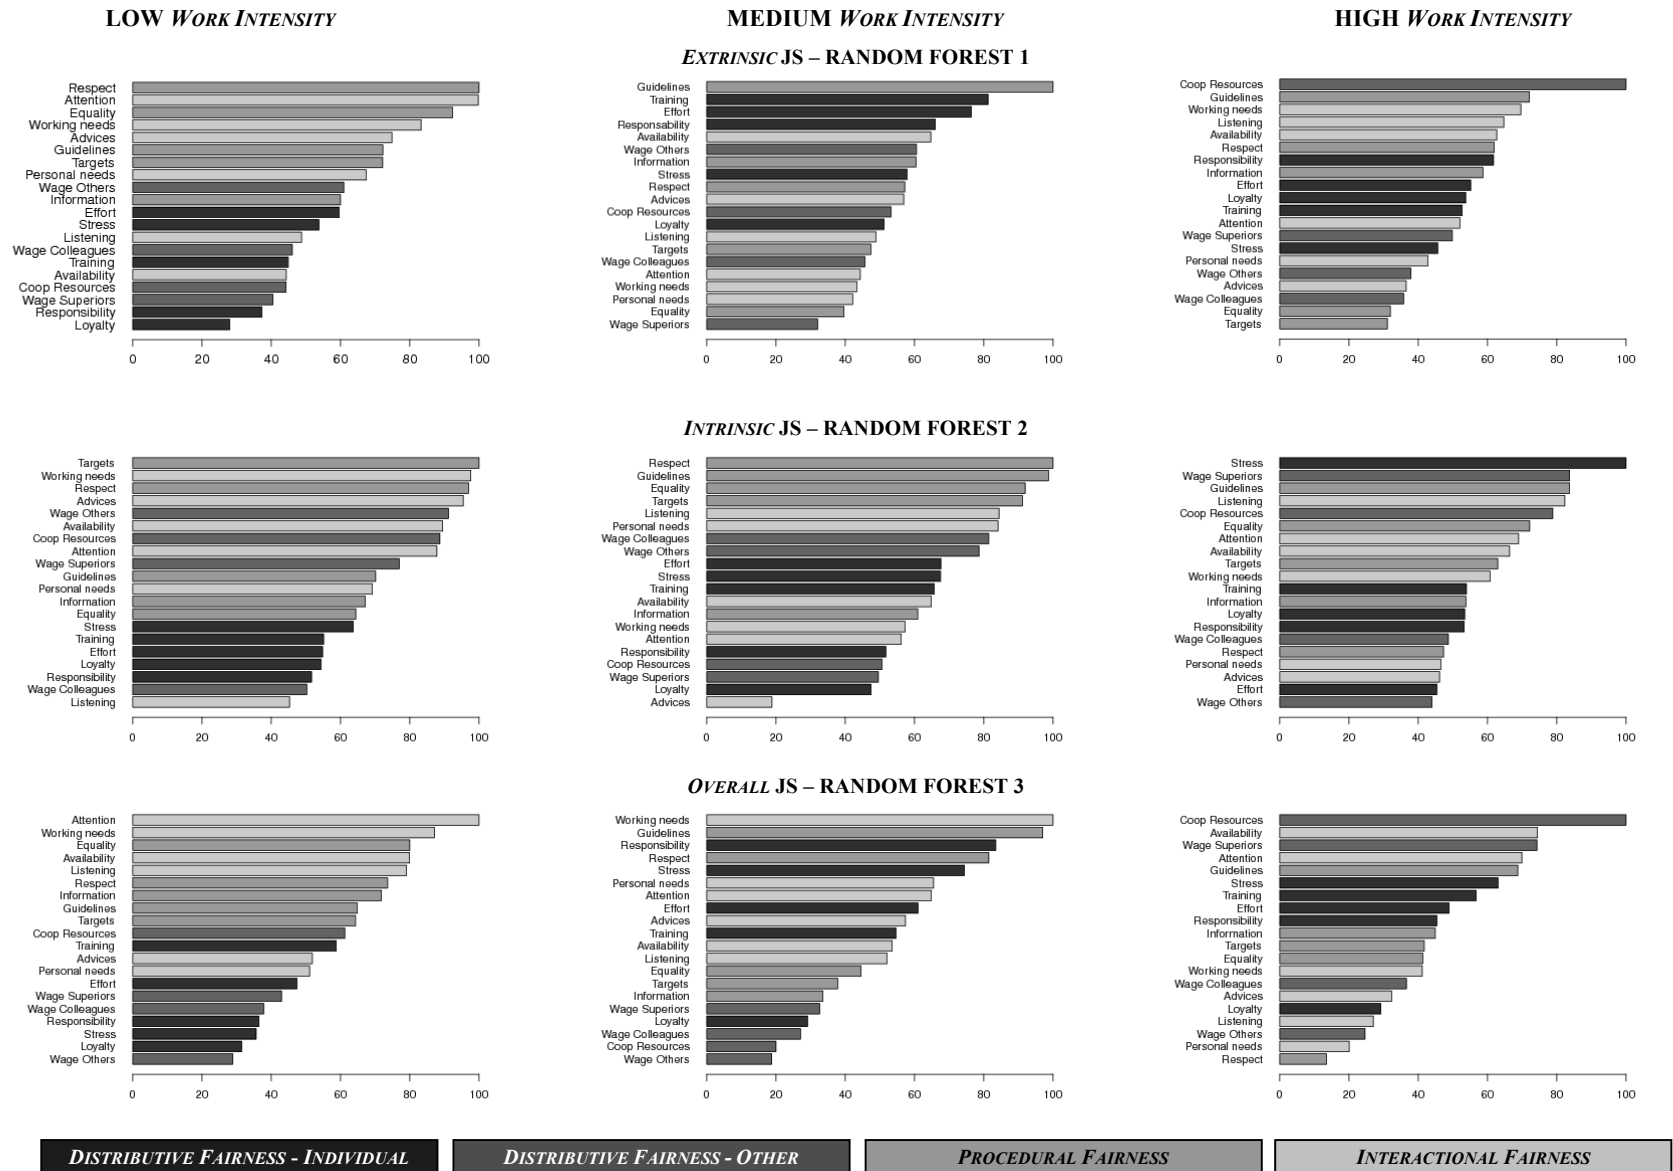 LOW WORK INTENSITY
MEDIUM WORK INTENSITY
HIGH WORK INTENSITY
EXTRINSIC JS – RANDOM FOREST 1
Respect
Attention
Equality
Working needs
Advices
Guidelines
Targets
Personal needs
Wage Others
Information
Effort
Stress
Listening
Wage Colleagues
Training
Availability
Coop Resources
Wage Superiors
Responsibility
Loyalty
0 20 40 60 80 100
Guidelines
Training
Effort
Responsability
Availability
Wage Others
Information
Stress
Respect
Advices
Coop Resources
Loyalty
Listening
Targets
Wage Colleagues
Attention
Working needs
Personal needs
Equality
Wage Superiors
0 20 40 60 80 100
Coop Resources
Guidelines
Working needs
Listening
Availability
Respect
Responsibility
Information
Effort
Loyalty
Training
Attention
Wage Superiors
Stress
Personal needs
Wage Others
Advices
Wage Colleagues
Equality
Targets
0 20 40 60 80 100
INTRINSIC JS – RANDOM FOREST 2
Targets
Working needs
Respect
Advices
Wage Others
Availability
Coop Resources
Attention
Wage Superiors
Guidelines
Personal needs
Information
Equality
Stress
Training
Effort
Loyalty
Responsibility
Wage Colleagues
Listening
0 20 40 60 80 100
Respect
Guidelines
Equality
Targets
Listening
Personal needs
Wage Colleagues
Wage Others
Effort
Stress
Training
Availability
Information
Working needs
Attention
Responsibility
Coop Resources
Wage Superiors
Loyalty
Advices
0 20 40 60 80 100
Stress
Wage Superiors
Guidelines
Listening
Coop Resources
Equality
Attention
Availability
Targets
Working needs
Training
Information
Loyalty
Responsibility
Wage Colleagues
Respect
Personal needs
Advices
Effort
Wage Others
0 20 40 60 80 100
OVERALL JS – RANDOM FOREST 3
Attention
Working needs
Equality
Availability
Listening
Respect
Information
Guidelines
Targets
Coop Resources
Training
Advices
Personal needs
Effort
Wage Superiors
Wage Colleagues
Responsibility
Stress
Loyalty
Wage Others
0 20 40 60 80 100
Working needs
Guidelines
Responsibility
Respect
Stress
Personal needs
Attention
Effort
Advices
Training
Availability
Listening
Equality
Targets
Information
Wage Superiors
Loyalty
Wage Colleagues
Coop Resources
Wage Others
0 20 40 60 80 100
Coop Resources
Availability
Wage Superiors
Attention
Guidelines
Stress
Training
Effort
Responsibility
Information
Targets
Equality
Working needs
Wage Colleagues
Advices
Loyalty
Listening
Wage Others
Personal needs
Respect
0 20 40 60 80 100
DISTRIBUTIVE FAIRNESS - INDIVIDUAL
DISTRIBUTIVE FAIRNESS - OTHER
PROCEDURAL FAIRNESS
INTERACTIONAL FAIRNESS